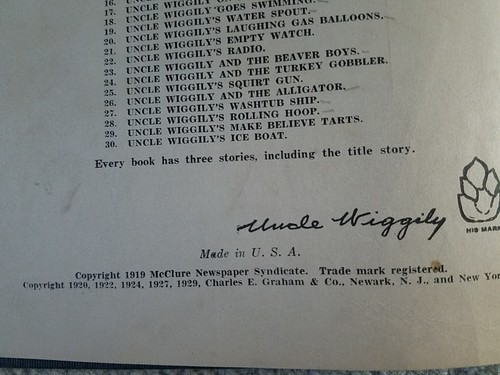 16. UNCLE WIGGILY
17. UNCLE WIGGILY GOES SWIMMING.
18. UNCLE WIGGILY'S WATER SPOUT.
19. UNCLE WIGGILY'S LAUGHING GAS BALLOONS.
20. UNCLE WIGGILY'S EMPTY WATCH.
21. UNCLE WIGGILY'S RADIO.
22. UNCLE WIGGILY AND THE BEAVER BOYS.
23. UNCLE WIGGILY AND THE TURKEY GOBBLER.
24. UNCLE WIGGILY'S SQUIRT GUN.
25. UNCLE WIGGILY AND THE ALLIGATOR.
26. UNCLE WIGGILY'S WASHTUB SHIP.
27. UNCLE WIGGILY'S ROLLING HOOP.
28. UNCLE WIGGILY'S MAKE BELIEVE TARTS.
29. UNCLE WIGGILY'S ICE BOAT.
30.
Every book has three stories, including the title story.
Uncle Wiggily
HIS MARK
Made in U. S. A.
Copyright 1919 McClure Newspaper Syndicate. Trade mark registered.
Copyright 1920, 1922, 1924, 1927, 1929, Charles E. Graham & Co., Newark, N. J., and New Yor